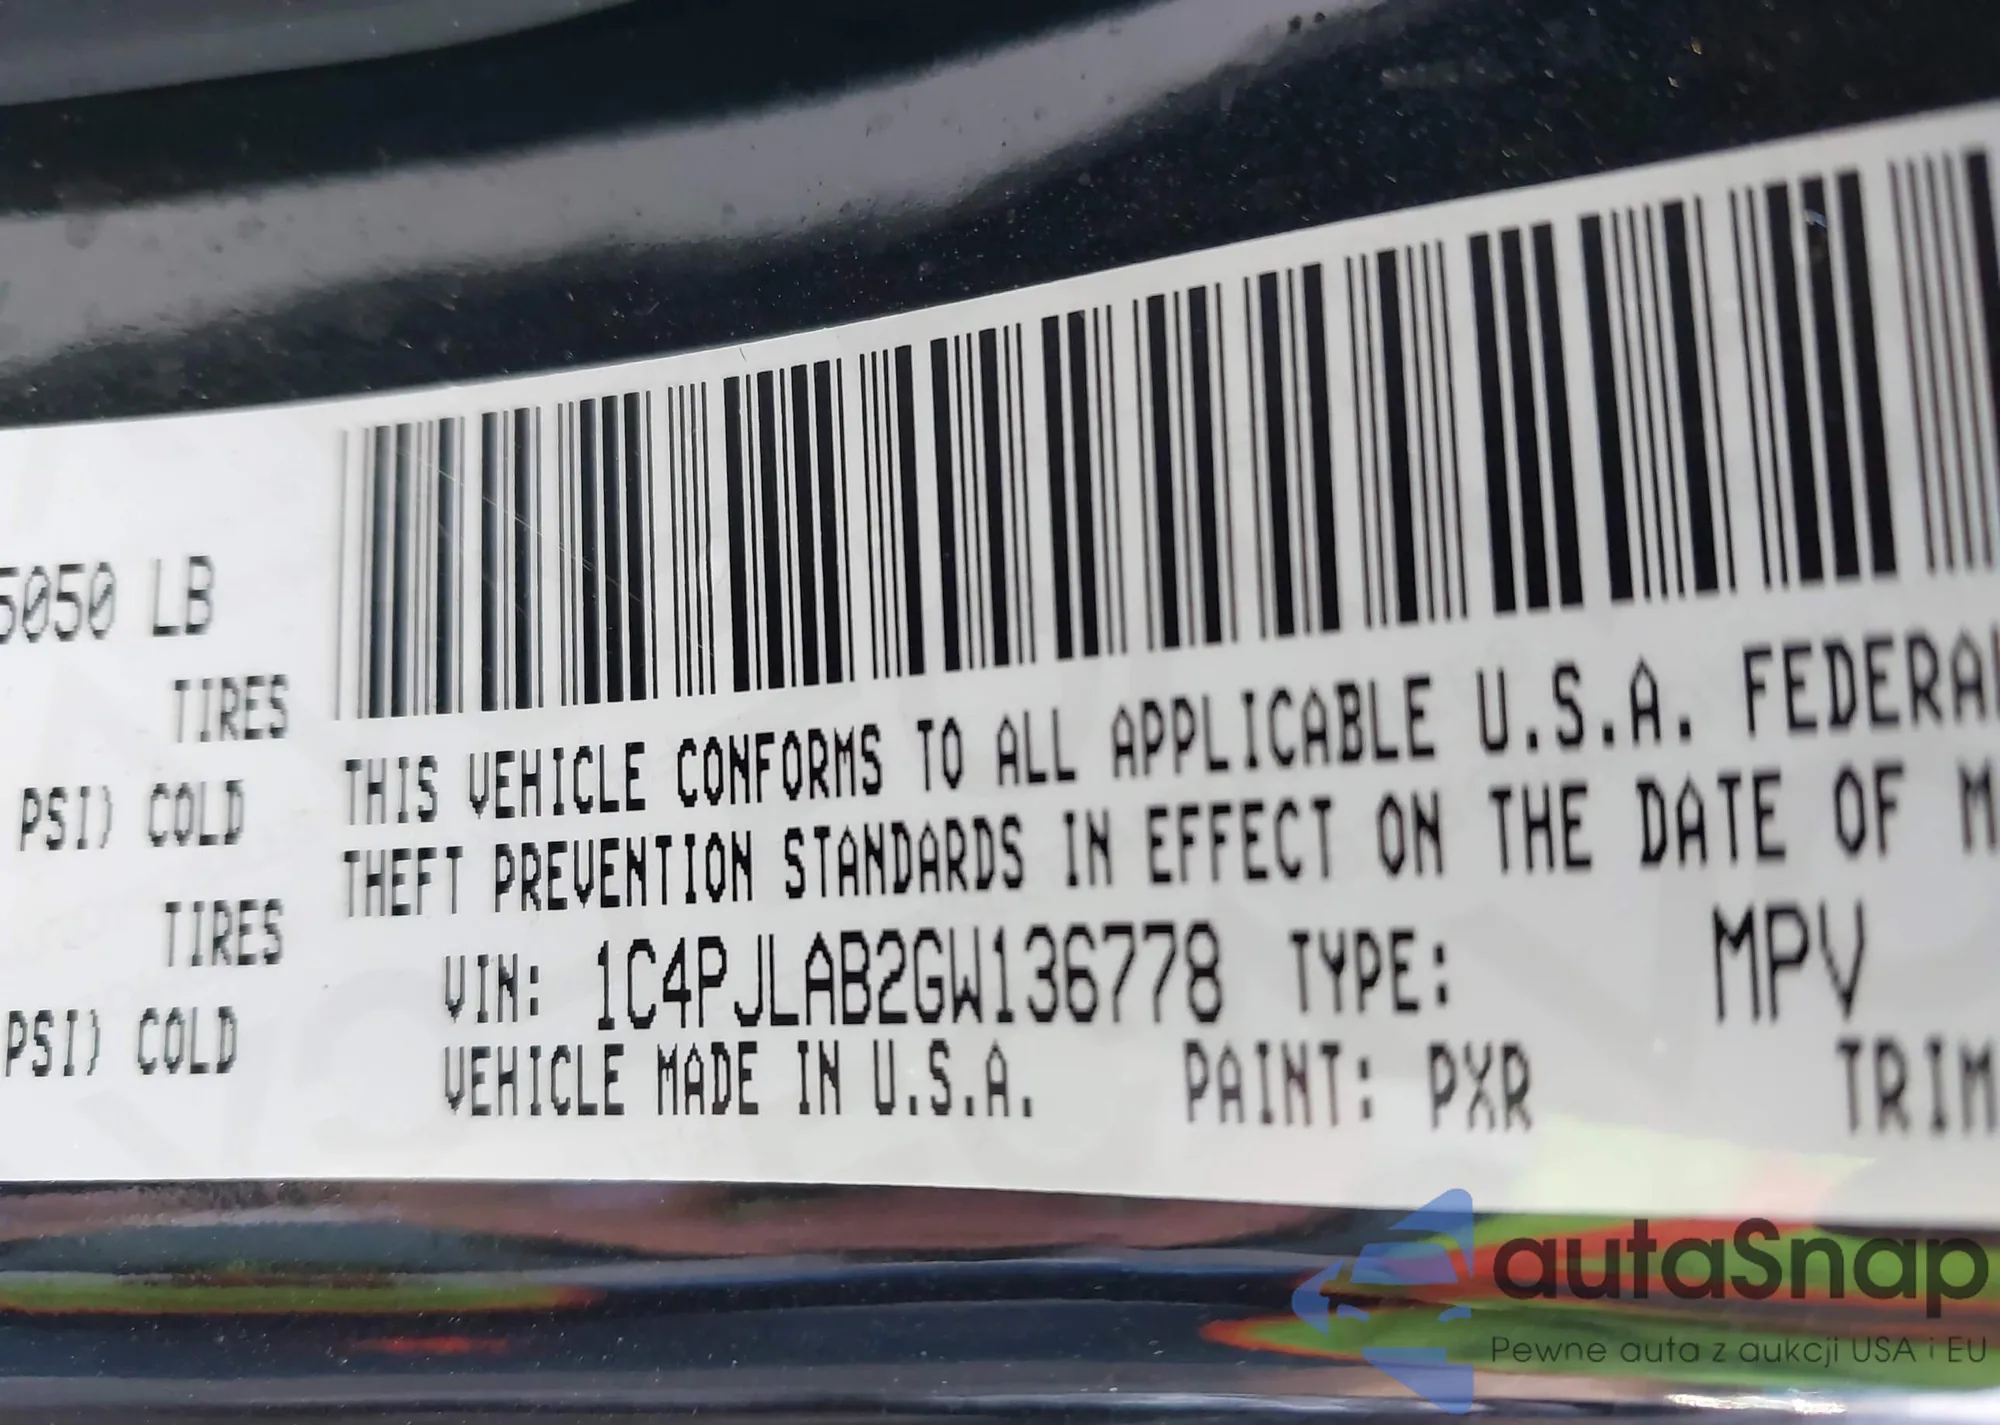 5050 LB
TIRES
PSI) COLD
TIRES
PSI) COLD
THIS VEHICLE CONFORMS TO ALL APPLICABLE U.S.A. FEDERAL
THEFT PREVENTION STANDARDS IN EFFECT ON THE DATE OF M
VIN: 1C4PJLAB2GW136778 TYPE: MPV
VEHICLE MADE IN U.S.A. PAINT: PXR TRIM
autaSnap
Pewne auta z aukcji USA i EU